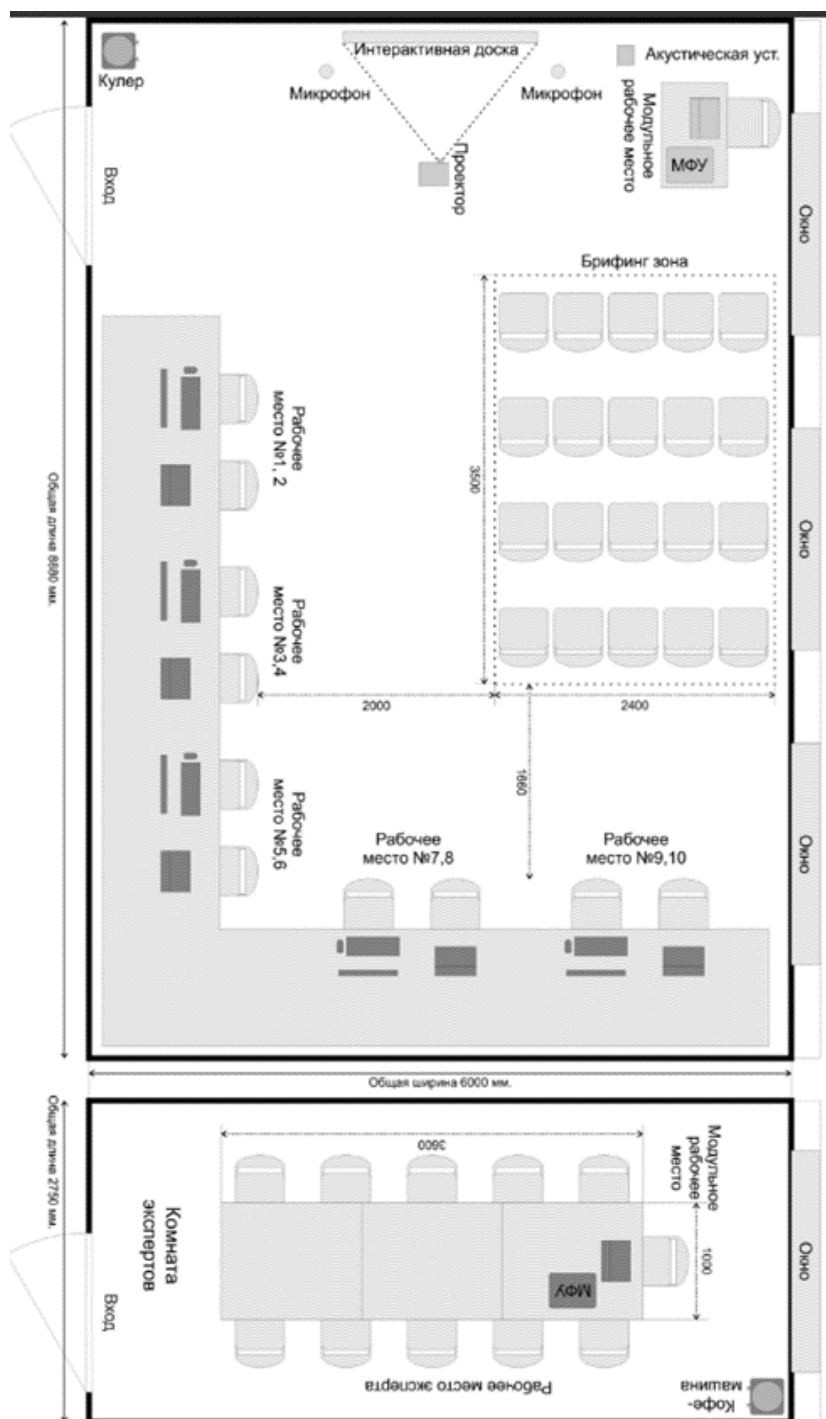 Интерактивная доска
Акустическая уст.
Кулер
Микрофон
Микрофон
Модульное
рабочее
место
МФУ
Проектор
Вход
Окно
Брифинг зона
3500
Рабочее
место №1, 2
Окно
Общая длина 8680 мм.
Рабочее
место №3,4
2000
2400
1660
Рабочее
место №5,6
Рабочее
место №7,8
Рабочее
место №9,10
Окно
Общая ширина 6000 мм.
Общая длина 2750 мм.
3600
Модульное
рабочее
место
Комната
экспертов
1000
МФУ
Окно
Вход
Рабочее место эксперта
Кофе-
машина